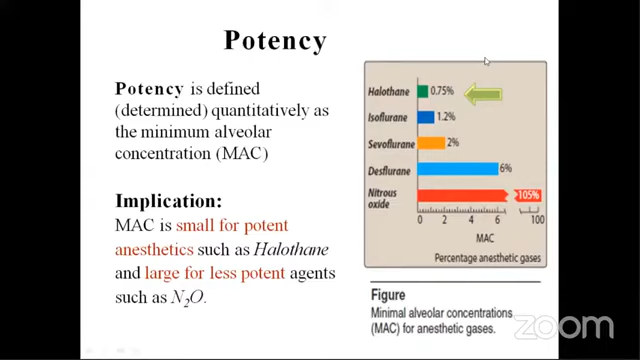 Potency
Potency is defined
(determined) quantitatively as
the minimum alveolar
concentration (MAC)
Implication:
MAC is small for potent
anesthetics such as Halothane
and large for less potent agents
such as N₂O.
Halothane 0.75%
Isoflurane 1.2%
Sevoflurane 2%
Desflurane 6%
Nitrous
oxide 105%
0 2 4 6 100
MAC
Percentage anesthetic gases
Figure
Minimal alveolar concentrations
(MAC) for anesthetic gases.
zoom